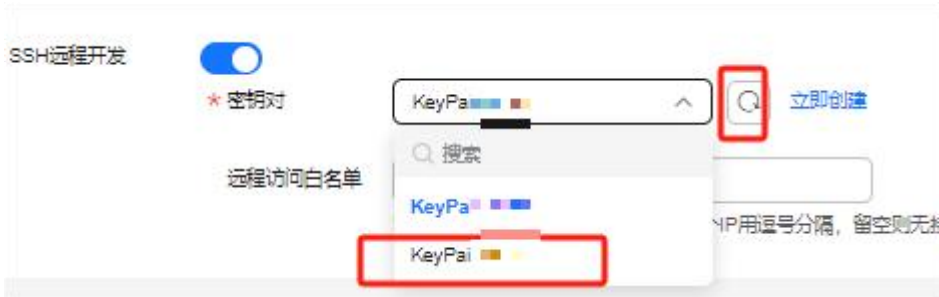 SSH远程开发
* 密钥对
KeyPa
立即创建
搜索
远程访问白名单
KeyPa
IP用逗号分隔，留空则无
KeyPai